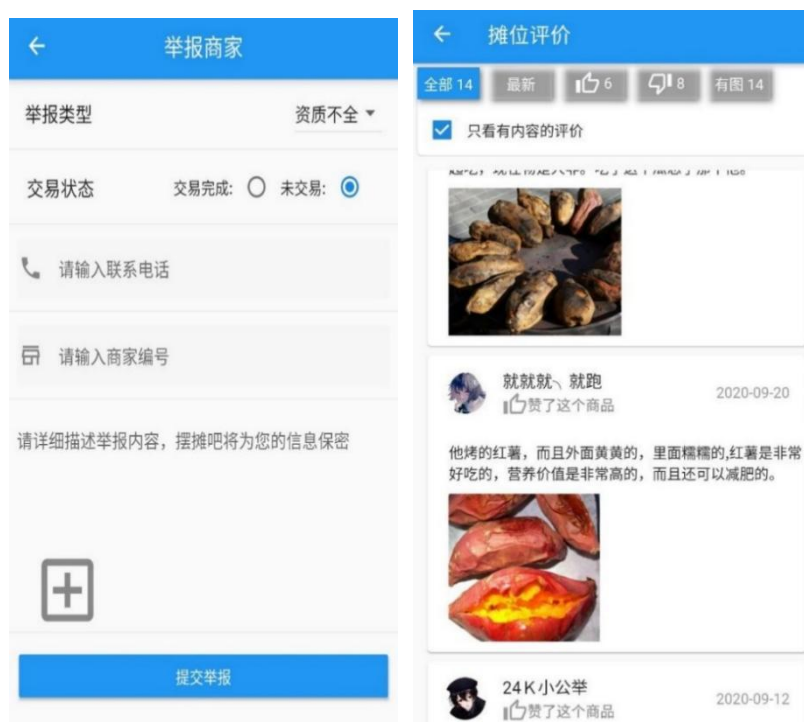 举报商家
举报类型
资质不全
交易状态
交易完成:
未交易:
请输入联系电话
请输入商家编号
请详细描述举报内容，摆摊吧将为您的信息保密
提交举报
摊位评价
全部 14
最新
6
8
有图 14
只看有内容的评价
就就就、就跑
2020-09-20
赞了这个商品
他烤的红薯，而且外面黄黄的，里面糯糯的,红薯是非常
好吃的，营养价值是非常高的，而且还可以减肥的。
24K小公举
2020-09-12
赞了这个商品